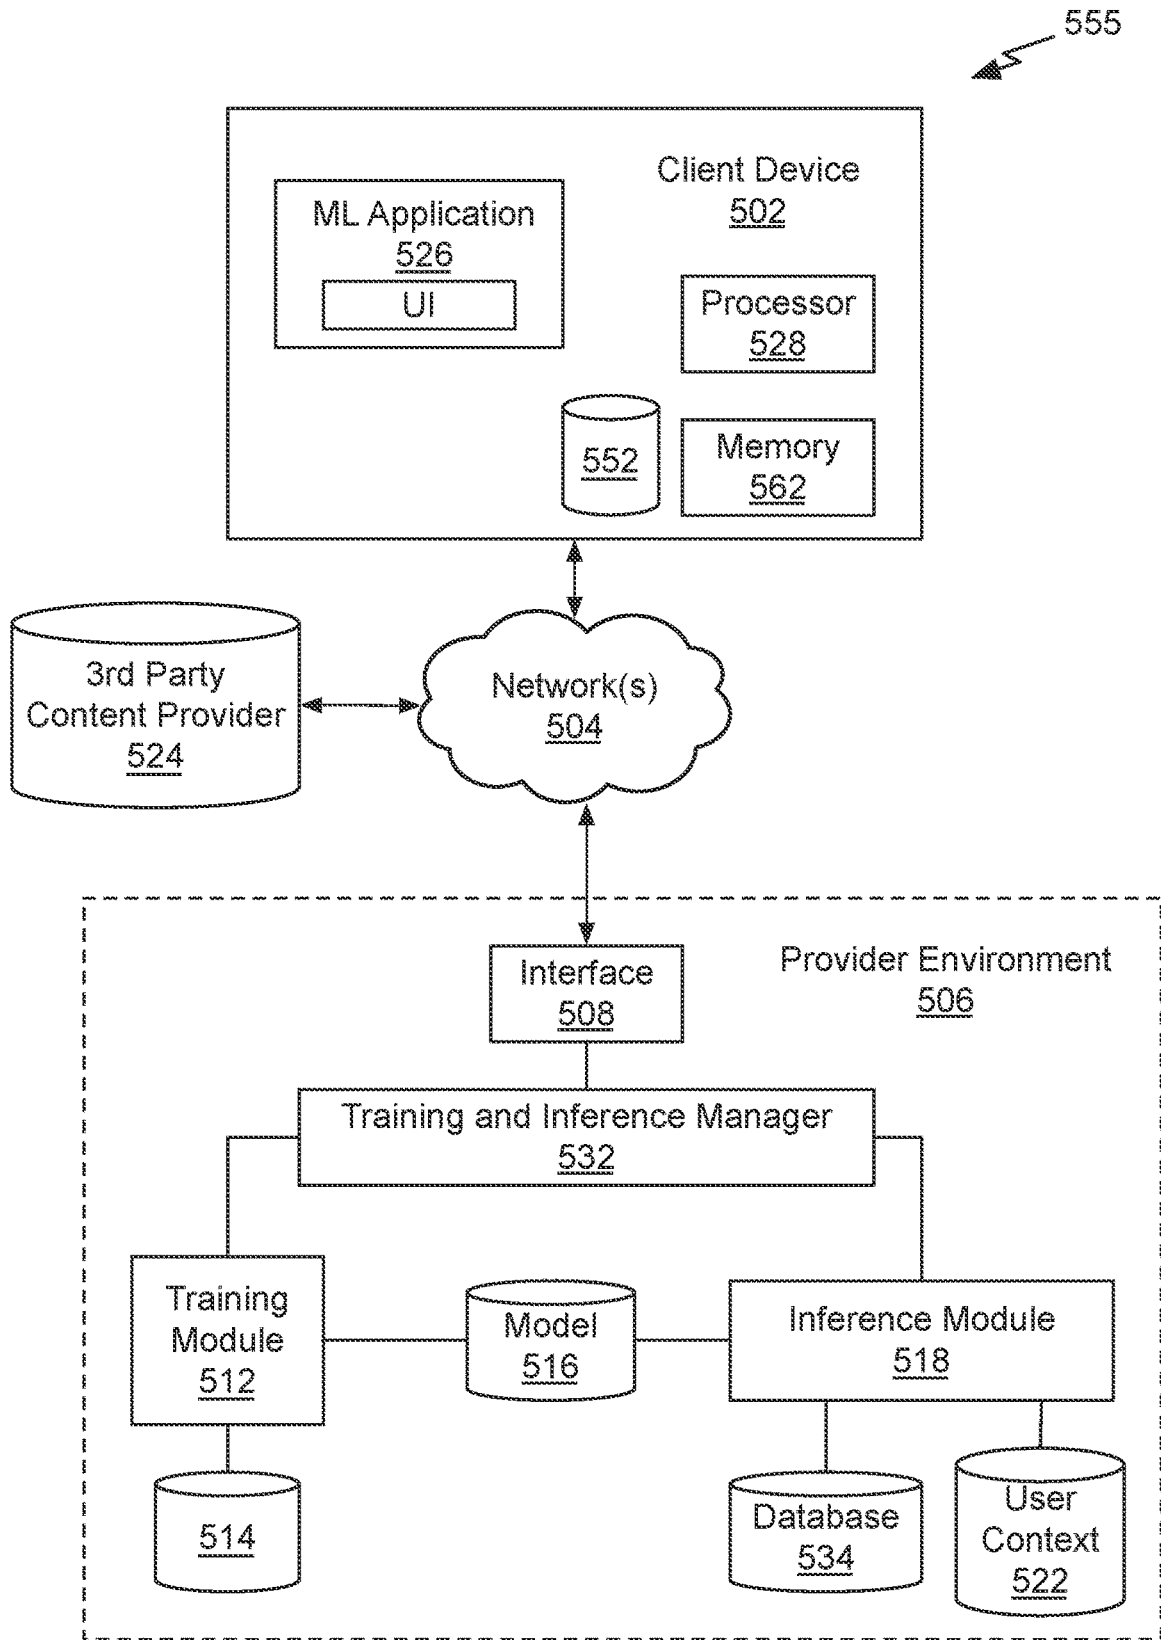 555
Client Device
502
ML Application
526
UI
Processor
528
552
Memory
562
3rd Party
Content Provider
524
Network(s)
504
Interface
508
Provider Environment
506
Training and Inference Manager
532
Training
Module
512
Model
516
Inference Module
518
514
Database
534
User
Context
522